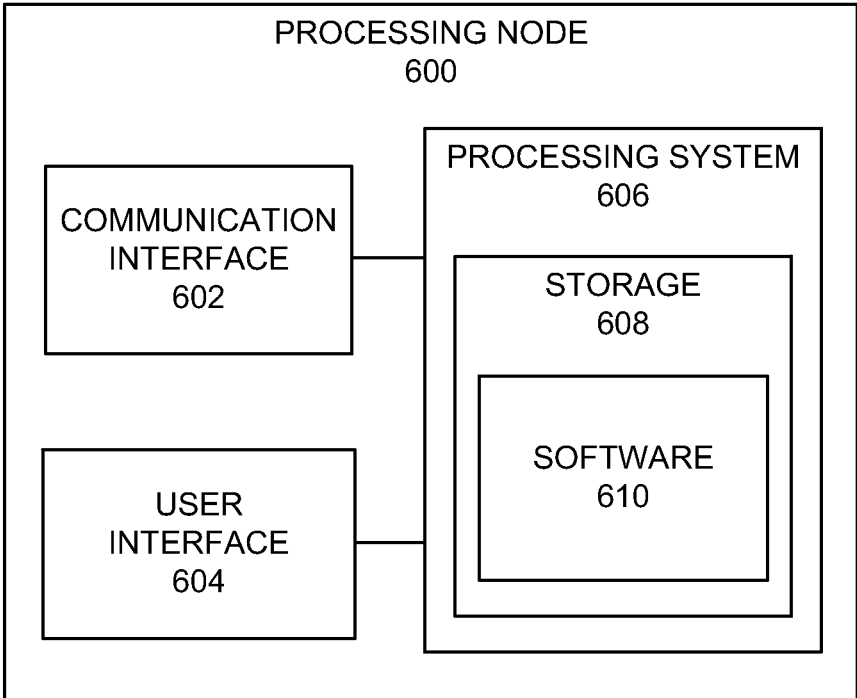 PROCESSING NODE
600
COMMUNICATION
INTERFACE
602
USER
INTERFACE
604
PROCESSING SYSTEM
606
STORAGE
608
SOFTWARE
610